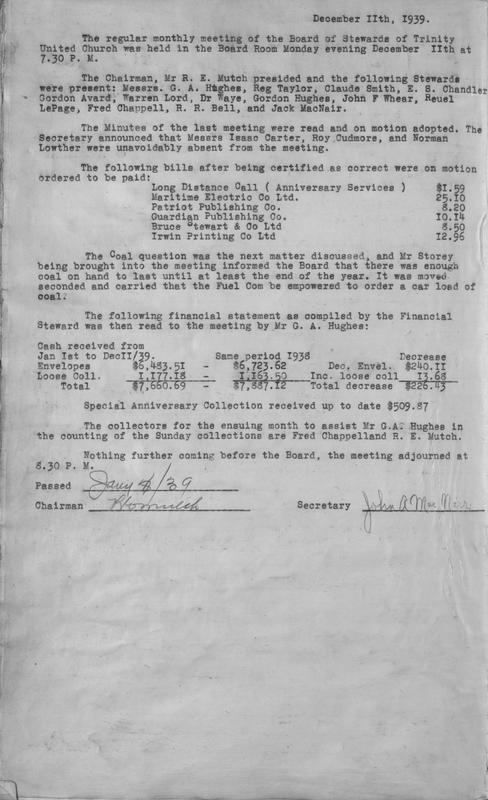 December IIth, I939.
The regular monthly meeting of the Board of Stewards of Trinity
United Church was held in the Board Room Monday evening December IIth at
7.30 P. M.
The Chairman, Mr R. E. Mutch presided and the following Stewards
were present: Messrs. G. A. Hughes, Reg Taylor, Claude Smith, E. S. Chandler
Gordon Avard, Warren Lord, Dr Waye, Gordon Hughes, John F Whear, Reuel
LePage, Fred Chappell, R. R. Bell, and Jack MacNair.
The Minutes of the last meeting were read and on motion adopted. The
Secretary announced that Messrs Isaac Carter, Roy Cudmore, and Norman
Lowther were unavoidably absent from the meeting.
The following bills after being certified as correct were on motion
ordered to be paid:
Long Distance Call ( Anniversary Services ) $I.59
Maritime Electric Co Ltd. 25.I0
Patriot Publishing Co. 8.20
Guardian Publishing Co. I0.I4
Bruce Stewart & Co Ltd 8.50
Irwin Printing Co Ltd I2.96
The Coal question was the next matter discussed, and Mr Storey
being brought into the meeting informed the Board that there was enough
coal on hand to last until at least the end of the year. It was moved
seconded and carried that the Fuel Com be empowered to order a car load of
coal.
The following financial statement as compiled by the Financial
Steward was then read to the meeting by Mr G. A. Hughes:
Cash received from
Jan Ist to DecII/39. Same period I938 Decrease
Envelopes $6,483.5I - $6,723.62 Dec. Envel. $240.II
Loose Coll. I,I77.I8 - I,I63.50 Inc. loose coll I3.68
Total $7,660.69 - $7,887.I2 Total decrease $226.43
Special Anniversary Collection received up to date $509.87
The collectors for the ensuing month to assist Mr G.A. Hughes in
the counting of the Sunday collections are Fred Chappelland R. E. Mutch.
Nothing further coming before the Board, the meeting adjourned at
8.30 P. M.
Passed Jany /39
Chairman Secretary John A MacNair